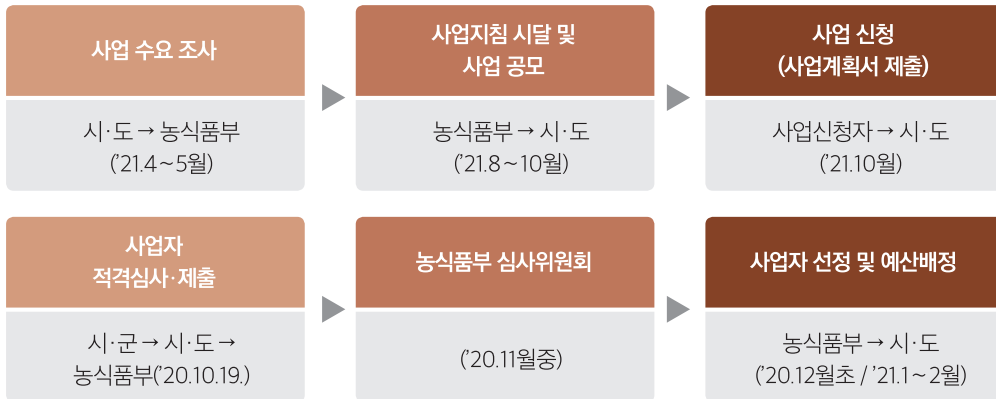 사업 수요 조사
시·도 → 농식품부
(’21.4~5월)
사업지침 시달 및
사업 공모
농식품부 → 시·도
(’21.8~10월)
사업 신청
(사업계획서 제출)
사업신청자 → 시·도
(’21.10월)
사업자
적격심사·제출
시·군 → 시·도 →
농식품부(’20.10.19.)
농식품부 심사위원회
(’20.11월중)
사업자 선정 및 예산배정
농식품부 → 시·도
(’20.12월초 / ’21.1~2월)